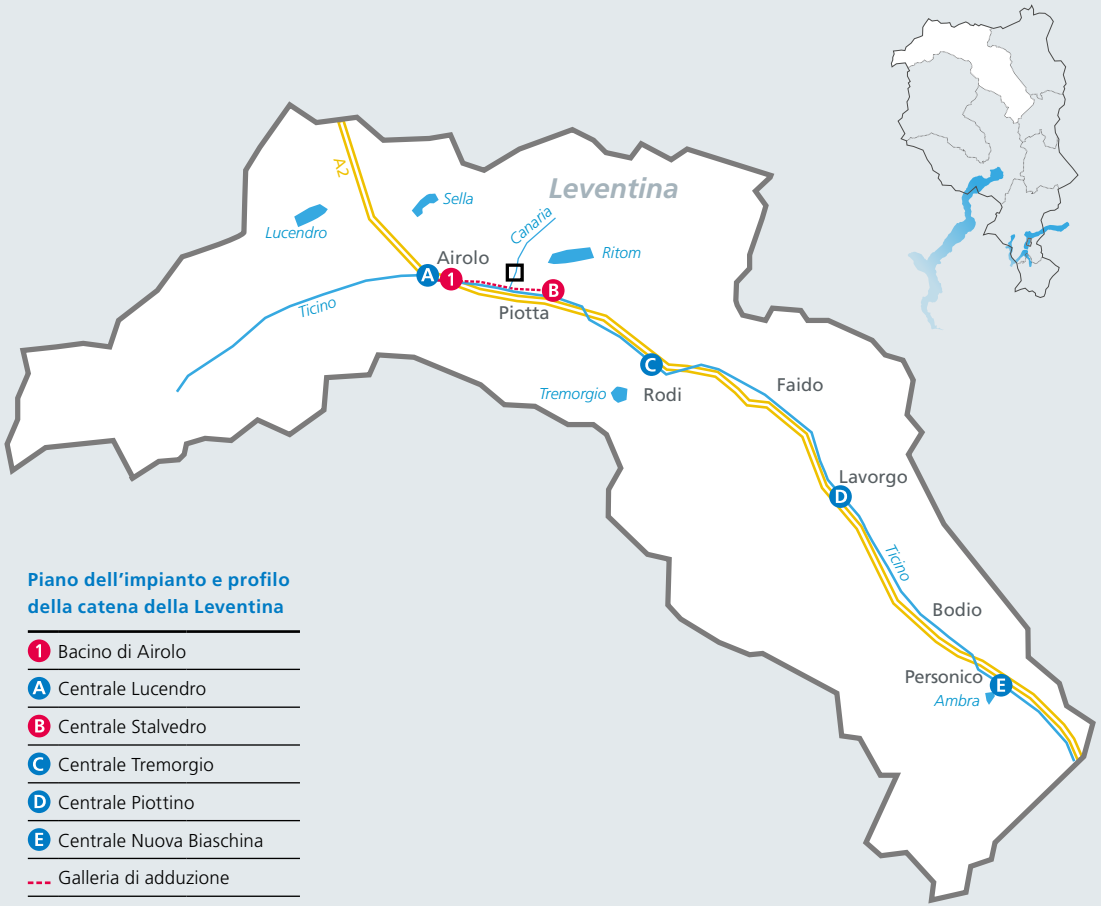 Leventina
A2
Sella
Canaria
Lucendro
Ritom
Airolo
A
1
B
Ticino
Piotta
C
Tremorgio
Rodi
Faido
Lavorgo
D
Ticino
Bodio
Personico
E
Ambra
Piano dell'impianto e profilo
della catena della Leventina
1 Bacino di Airolo
A Centrale Lucendro
B Centrale Stalvedro
C Centrale Tremorgio
D Centrale Piottino
E Centrale Nuova Biaschina
Galleria di adduzione